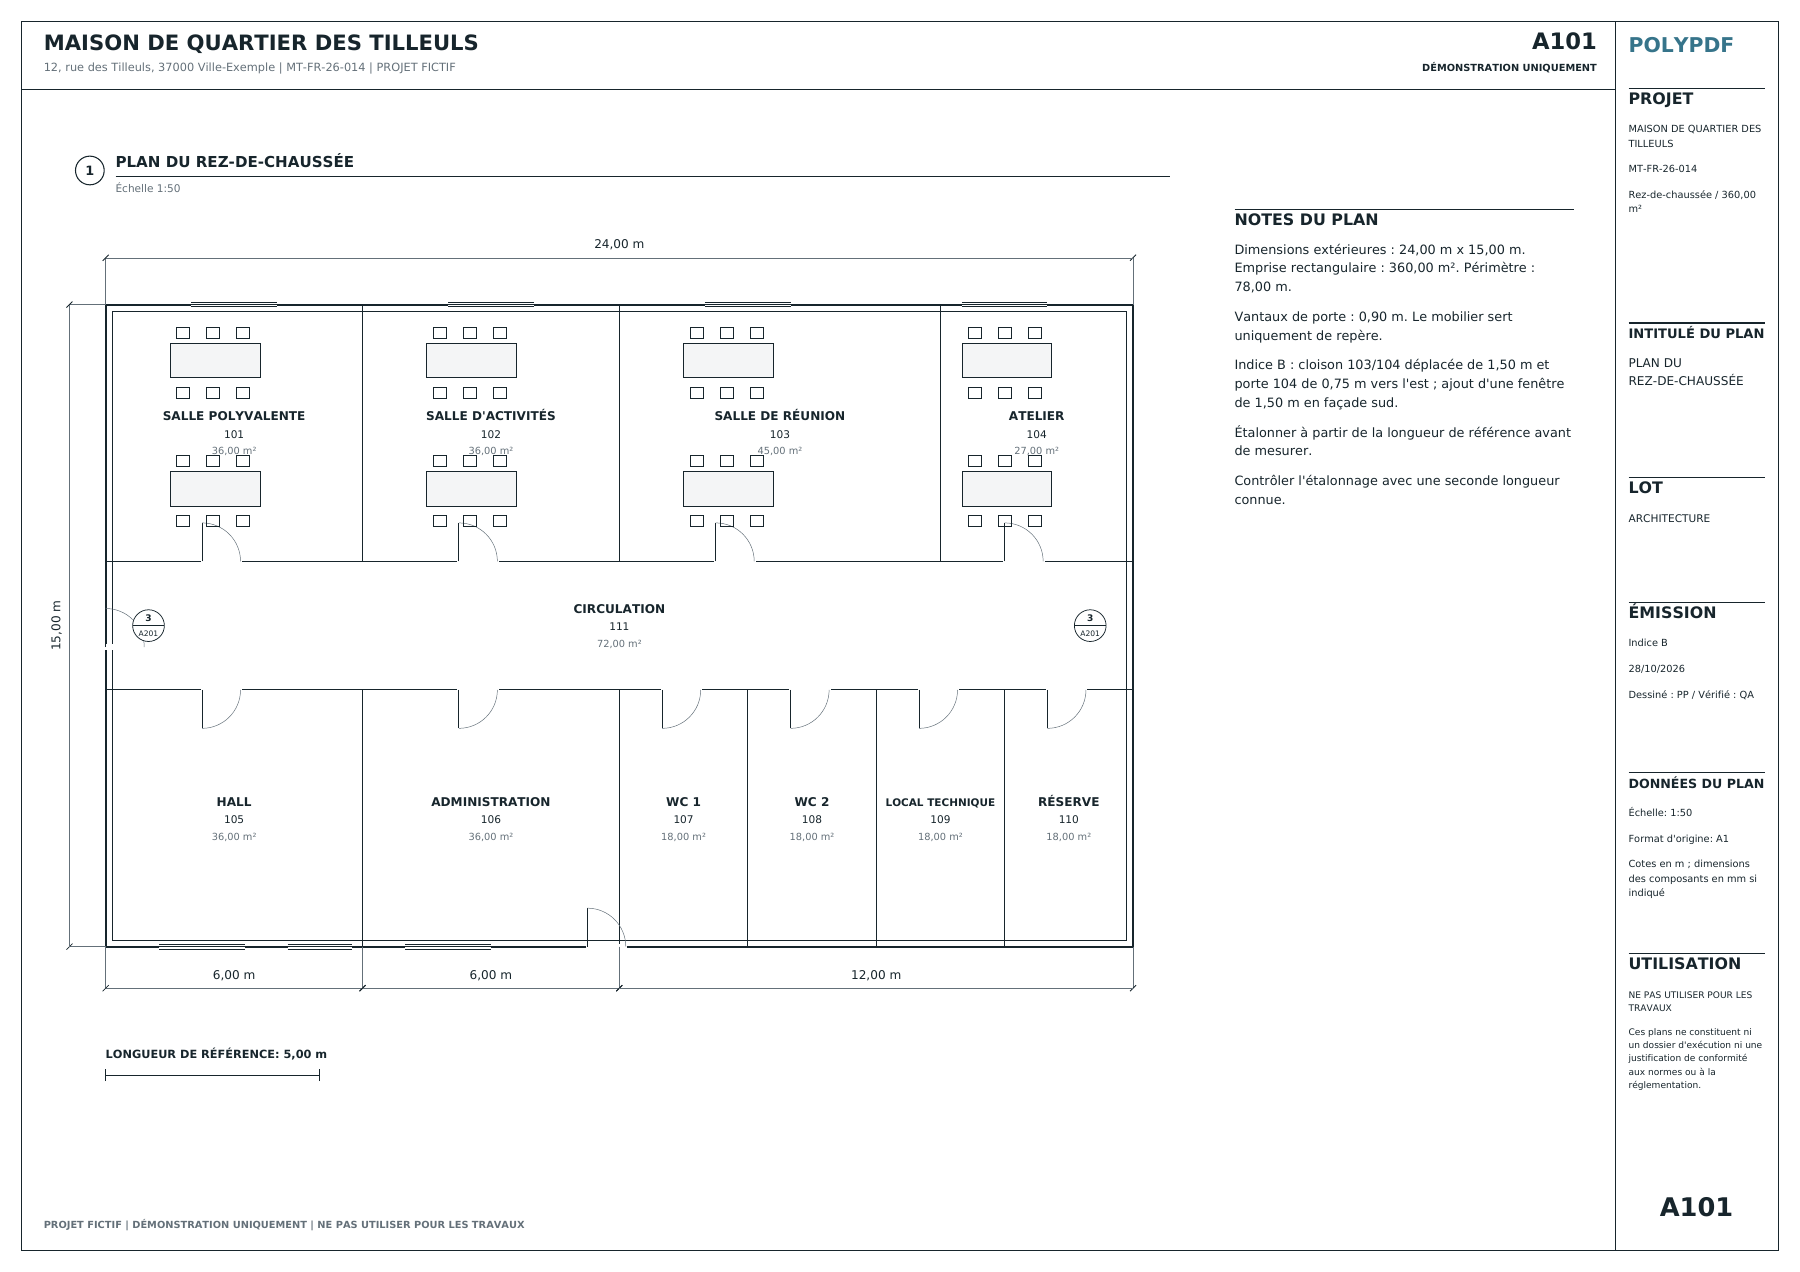 MAISON DE QUARTIER DES TILLEULS
12, rue des Tilleuls, 37000 Ville-Exemple | MT-FR-26-014 | PROJET FICTIF
A101
DÉMONSTRATION UNIQUEMENT
1
PLAN DU REZ-DE-CHAUSSÉE
Échelle 1:50
24,00 m
15,00 m
SALLE POLYVALENTE
101
36,00 m²
SALLE D'ACTIVITÉS
102
36,00 m²
SALLE DE RÉUNION
103
45,00 m²
ATELIER
104
27,00 m²
3
A201
CIRCULATION
111
72,00 m²
3
A201
HALL
105
36,00 m²
ADMINISTRATION
106
36,00 m²
WC 1
107
18,00 m²
WC 2
108
18,00 m²
LOCAL TECHNIQUE
109
18,00 m²
RÉSERVE
110
18,00 m²
6,00 m
6,00 m
12,00 m
LONGUEUR DE RÉFÉRENCE: 5,00 m
NOTES DU PLAN
Dimensions extérieures : 24,00 m x 15,00 m.
Emprise rectangulaire : 360,00 m². Périmètre :
78,00 m.
Vantaux de porte : 0,90 m. Le mobilier sert
uniquement de repère.
Indice B : cloison 103/104 déplacée de 1,50 m et
porte 104 de 0,75 m vers l'est ; ajout d'une fenêtre
de 1,50 m en façade sud.
Étalonner à partir de la longueur de référence avant
de mesurer.
Contrôler l'étalonnage avec une seconde longueur
connue.
POLYPDF
PROJET
MAISON DE QUARTIER DES
TILLEULS
MT-FR-26-014
Rez-de-chaussée / 360,00
m²
INTITULÉ DU PLAN
PLAN DU
REZ-DE-CHAUSSÉE
LOT
ARCHITECTURE
ÉMISSION
Indice B
28/10/2026
Dessiné : PP / Vérifié : QA
DONNÉES DU PLAN
Échelle: 1:50
Format d'origine: A1
Cotes en m ; dimensions
des composants en mm si
indiqué
UTILISATION
NE PAS UTILISER POUR LES
TRAVAUX
Ces plans ne constituent ni
un dossier d'exécution ni une
justification de conformité
aux normes ou à la
réglementation.
A101
PROJET FICTIF | DÉMONSTRATION UNIQUEMENT | NE PAS UTILISER POUR LES TRAVAUX